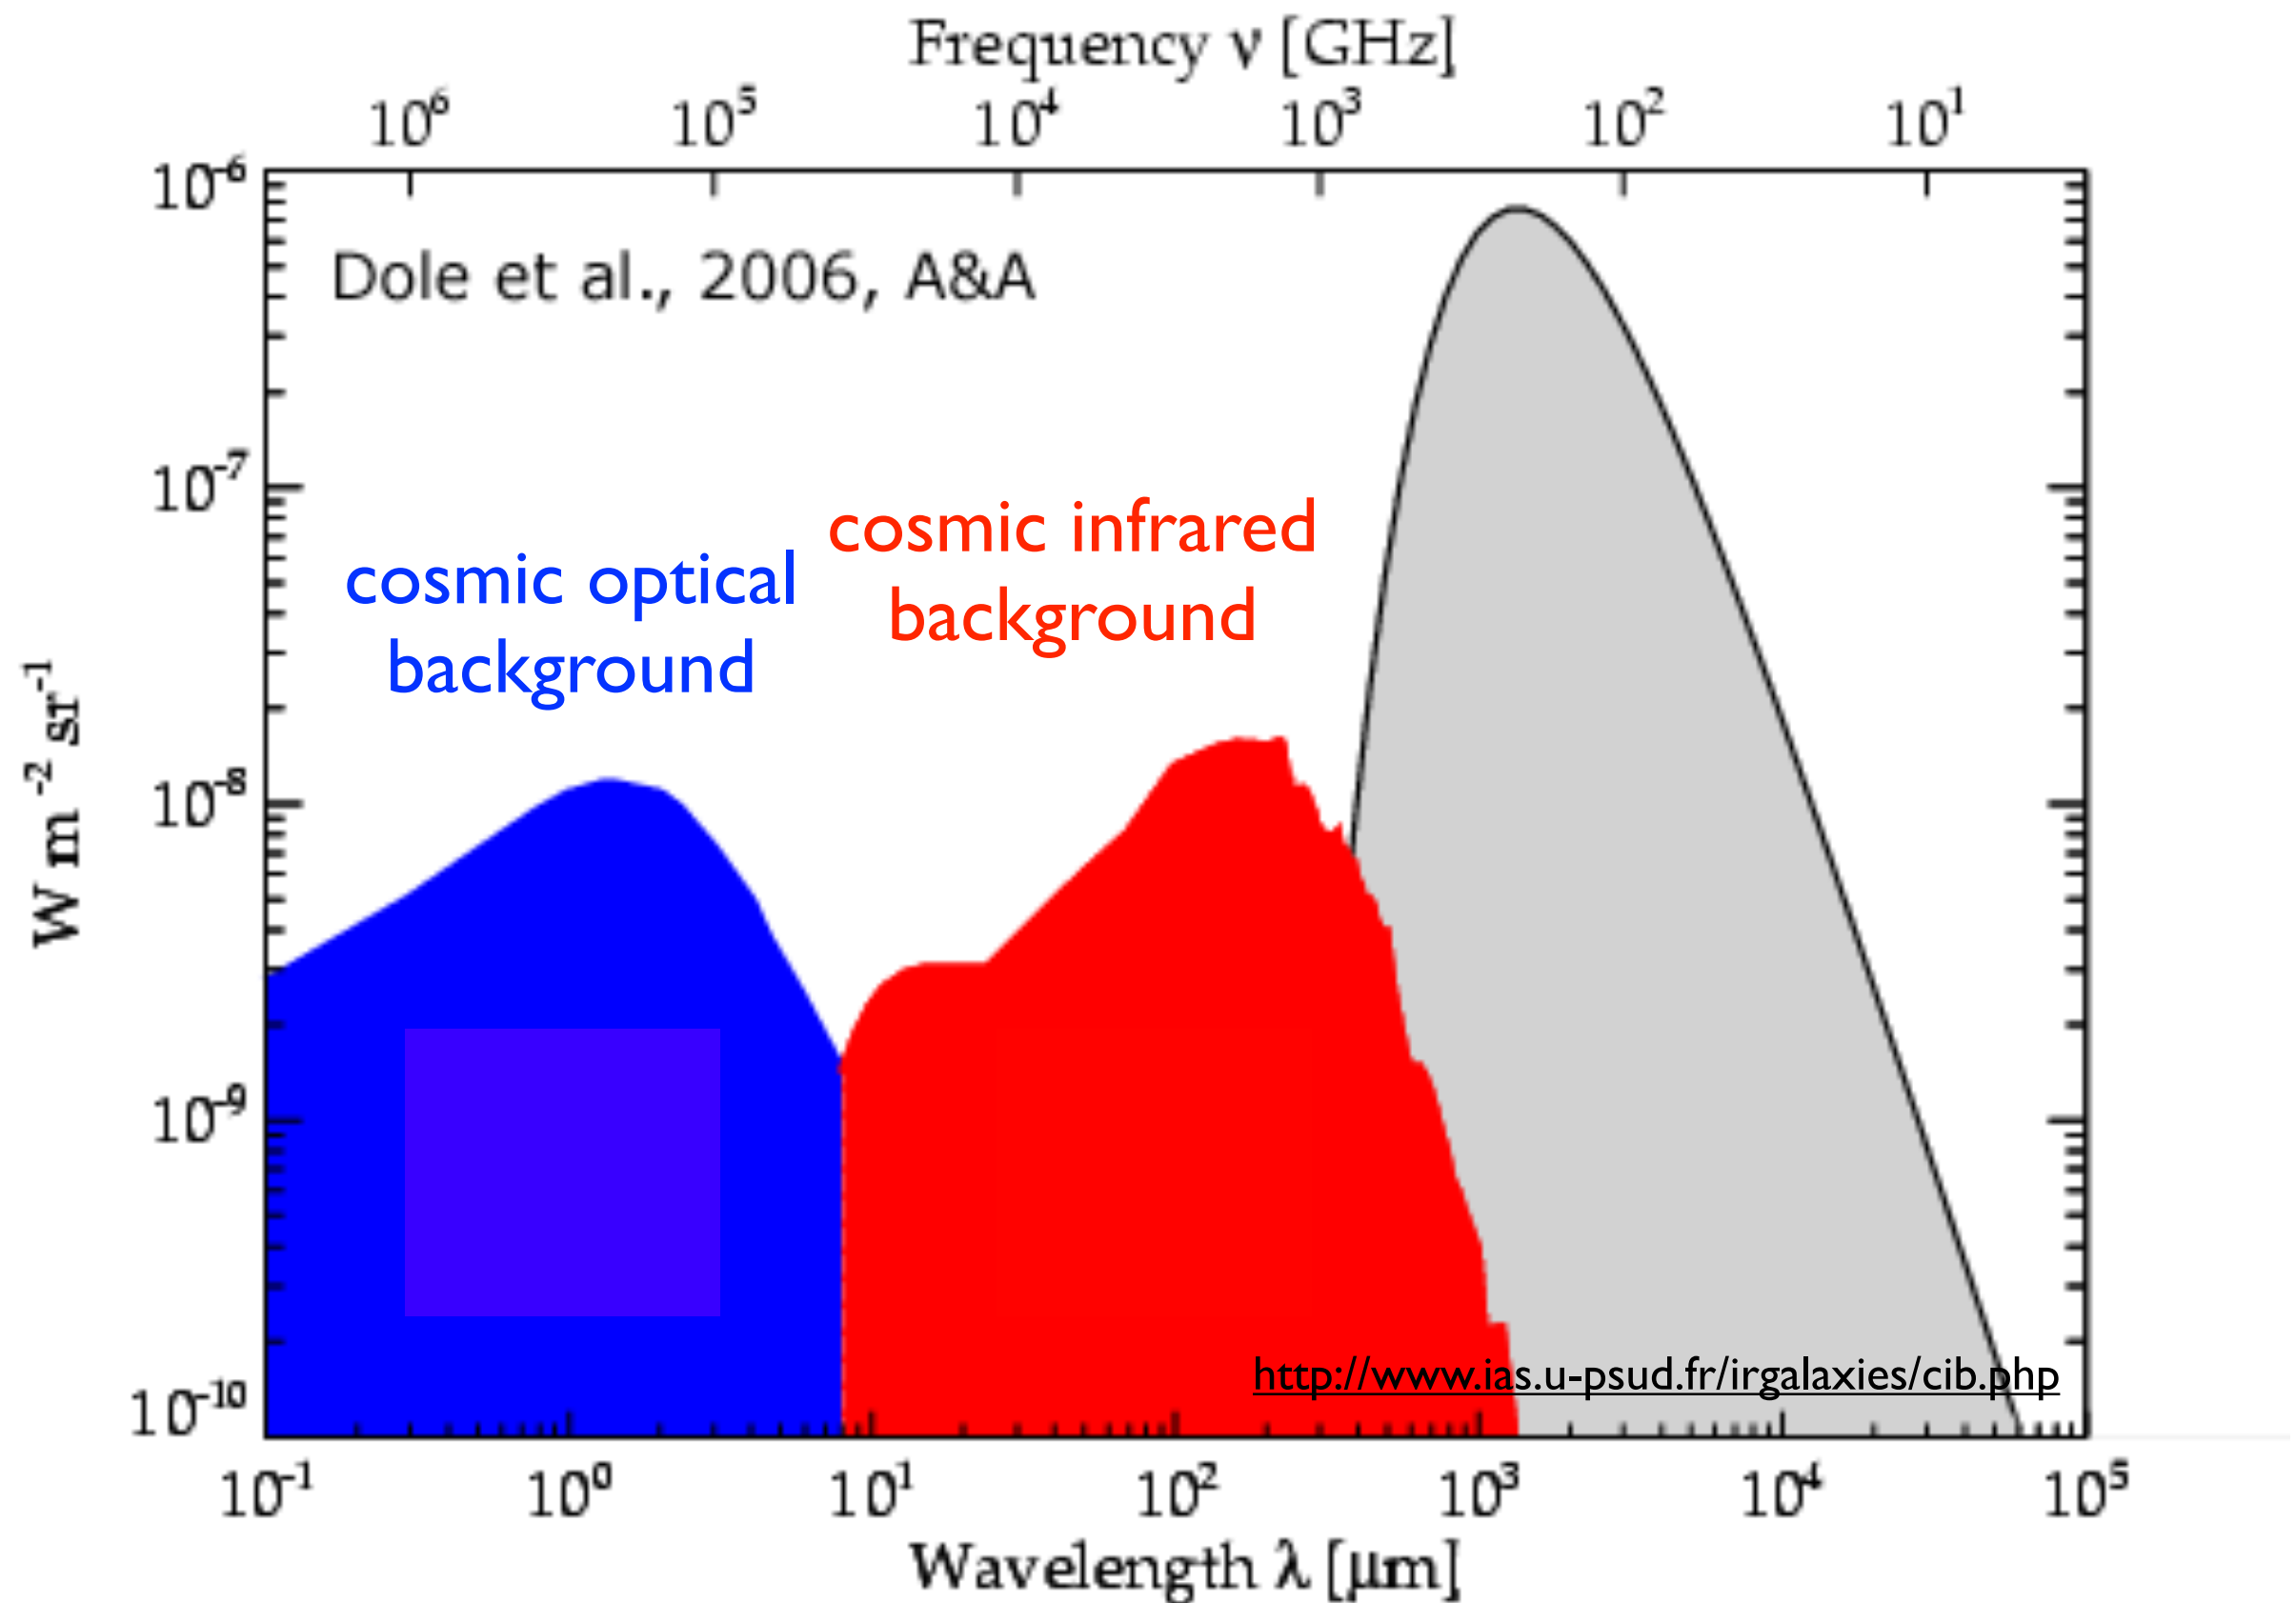 Frequency ν [GHz]
10⁶ 10⁵ 10⁴ 10³ 10² 10¹
10⁻⁶
Dole et al., 2006, A&A
10⁻⁷
cosmic infrared
background
cosmic optical
background
W m⁻² sr⁻¹
10⁻⁸
10⁻⁹
http://www.ias.u-psud.fr/irgalaxies/cib.php
10⁻¹⁰
10⁻¹ 10⁰ 10¹ 10² 10³ 10⁴ 10⁵
Wavelength λ [μm]